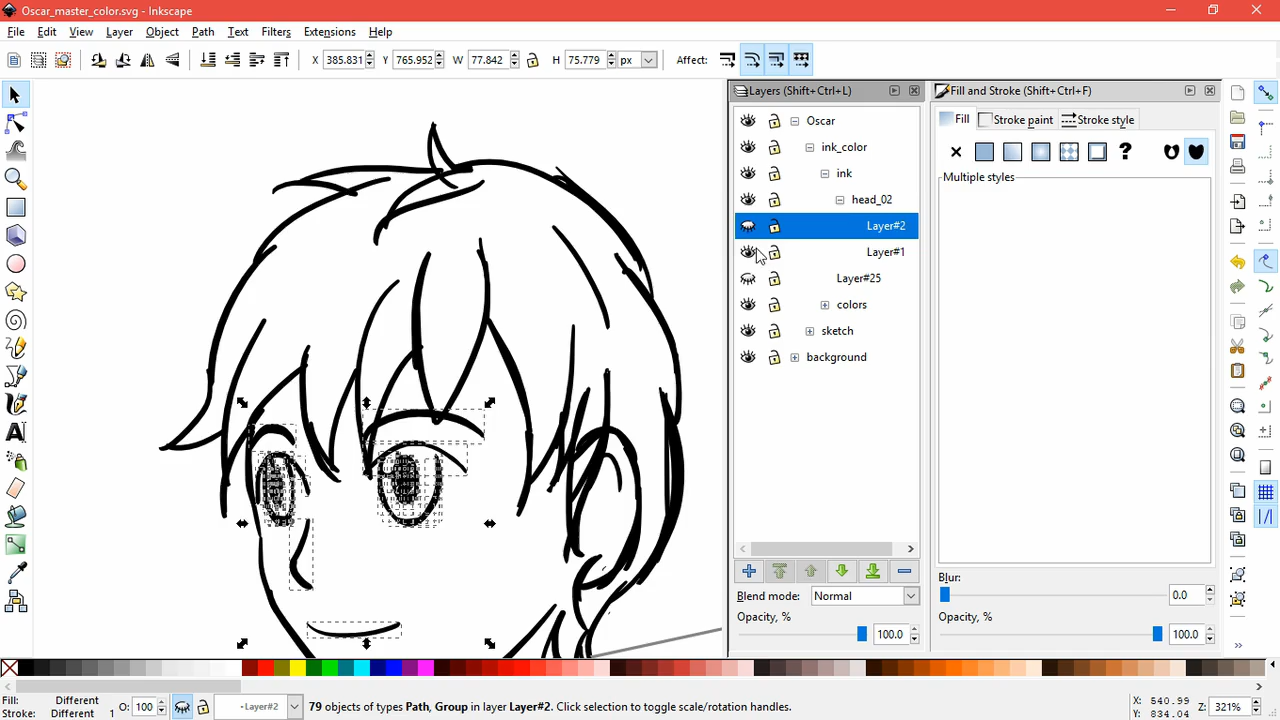 Oscar_master_color.svg - Inkscape
File Edit View Layer Object Path Text Filters Extensions Help
X 385.831 Y 765.952 W 77.842 H 75.779 px Affect:
Layers (Shift+Ctrl+L)
Oscar
ink_color
ink
head_02
Layer#2
Layer#1
Layer#25
colors
sketch
background
Blend mode: Normal
Opacity, % 100.0
Fill and Stroke (Shift+Ctrl+F)
Fill Stroke paint Stroke style
?
Multiple styles
Blur:
0.0
Opacity, %
100.0
Fill: Different
Stroke: Different 1
O: 100
Layer#2
79 objects of types Path, Group in layer Layer#2. Click selection to toggle scale/rotation handles.
X: 540.99
Y: 934.04
Z: 321%